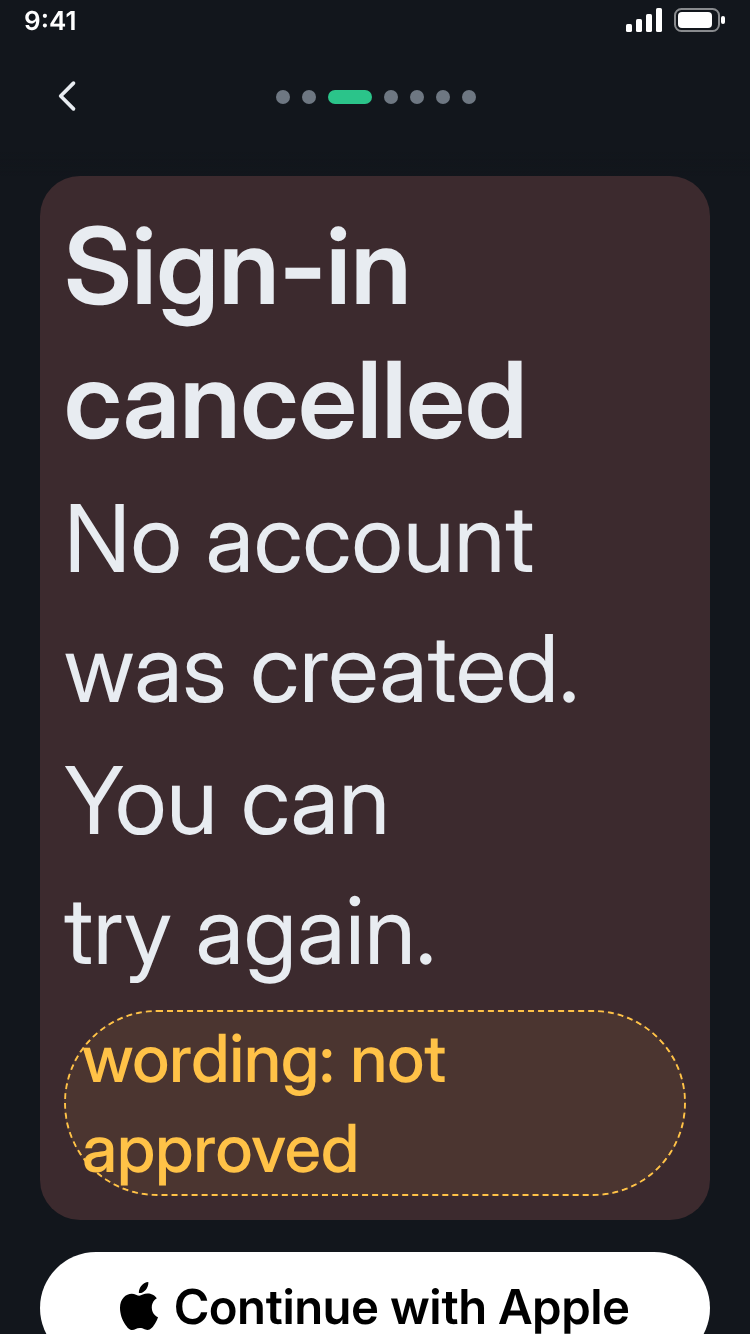 9:41
Sign-in
cancelled
No account
was created.
You can
try again.
wording: not
approved
Continue with Apple